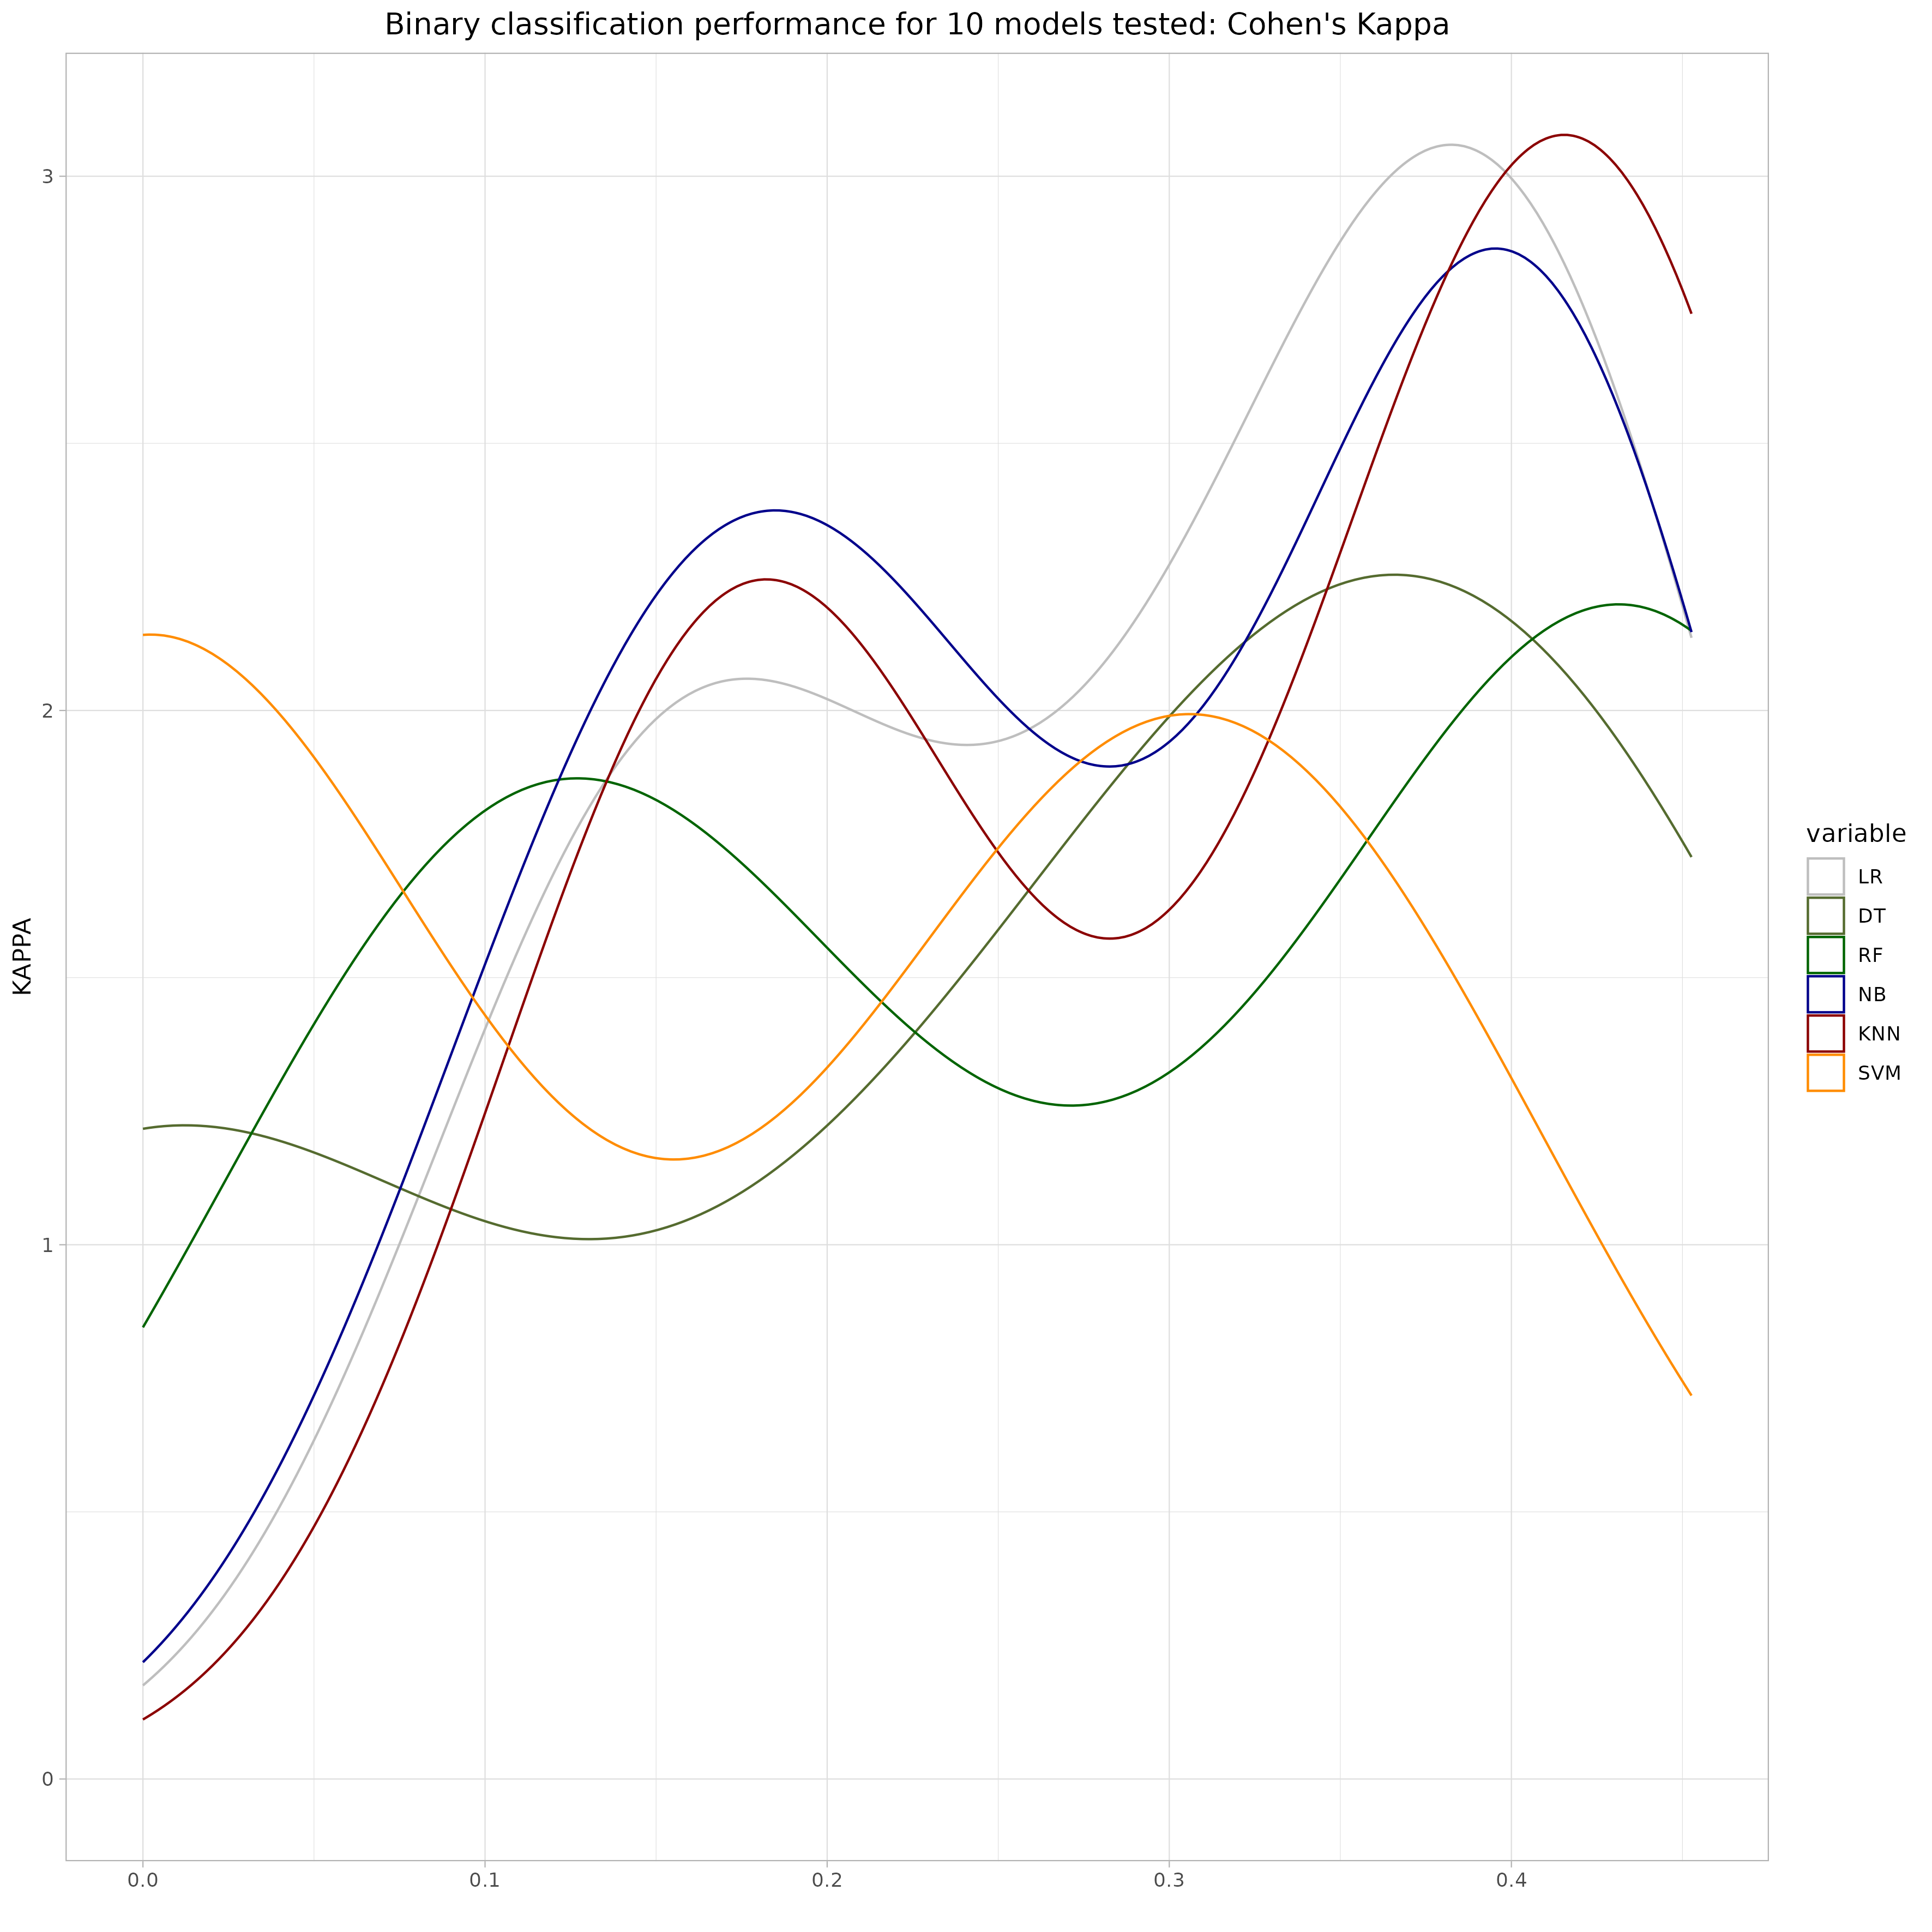 Binary classification performance for 10 models tested: Cohen's Kappa
KAPPA
3
2
1
0
0.0 0.1 0.2 0.3 0.4
variable
LR
DT
RF
NB
KNN
SVM